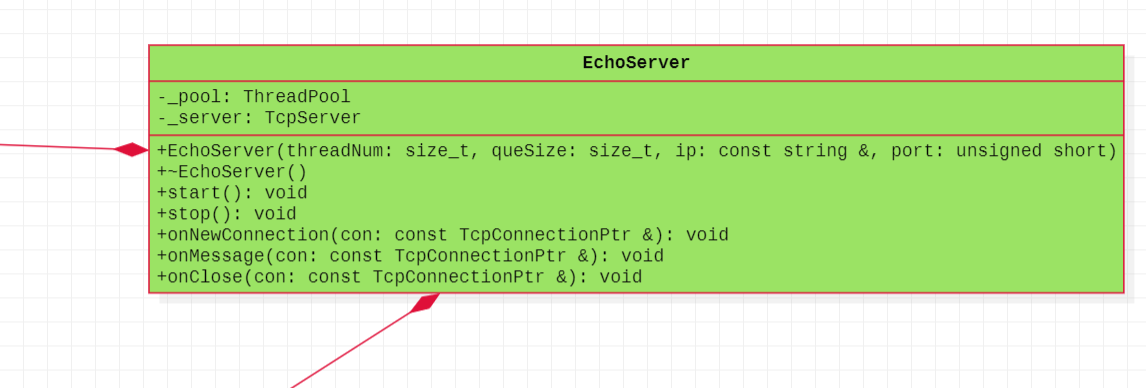 EchoServer
-_pool: ThreadPool
-_server: TcpServer
+EchoServer(threadNum: size_t, queSize: size_t, ip: const string &, port: unsigned short)
+~EchoServer()
+start(): void
+stop(): void
+onNewConnection(con: const TcpConnectionPtr &): void
+onMessage(con: const TcpConnectionPtr &): void
+onClose(con: const TcpConnectionPtr &): void